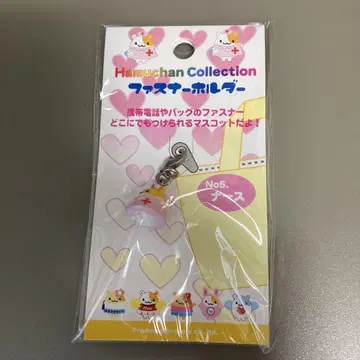 Hamuchan Collection
ファスナーホルダー
携帯電話やバッグのファスナー
どこにでもつけられるマスコットだよ！
No5.
ナース